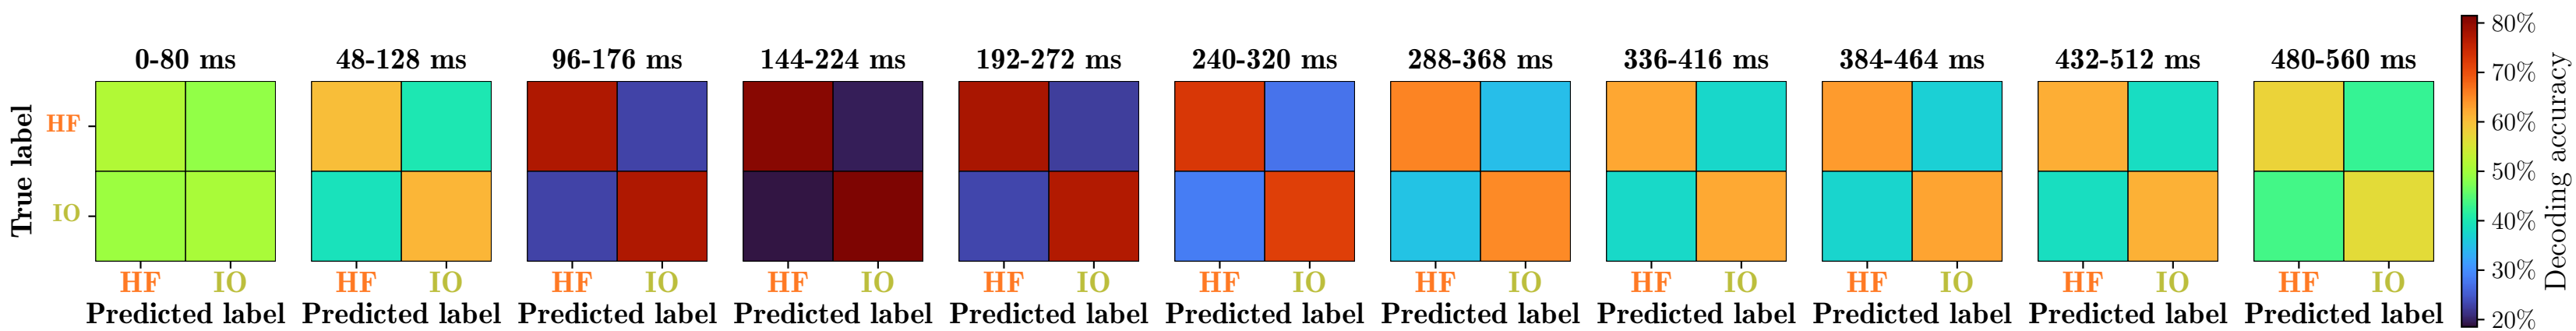 0-80 ms 48-128 ms 96-176 ms 144-224 ms 192-272 ms 240-320 ms 288-368 ms 336-416 ms 384-464 ms 432-512 ms 480-560 ms
True label
HF
IO
HF IO HF IO HF IO HF IO HF IO HF IO HF IO HF IO HF IO HF IO HF IO
Predicted label Predicted label Predicted label Predicted label Predicted label Predicted label Predicted label Predicted label Predicted label Predicted label Predicted label
80%
70%
60%
50%
40%
30%
20%
Decoding accuracy